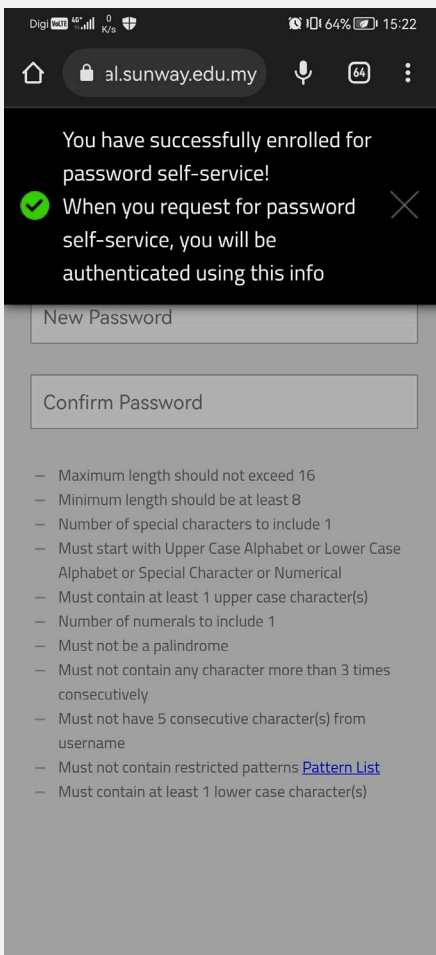 Digi VoLTE 4G 0 K/s 64% 15:22
al.sunway.edu.my 64
You have successfully enrolled for
password self-service!
When you request for password
self-service, you will be
authenticated using this info
New Password
Confirm Password
– Maximum length should not exceed 16
– Minimum length should be at least 8
– Number of special characters to include 1
– Must start with Upper Case Alphabet or Lower Case
Alphabet or Special Character or Numerical
– Must contain at least 1 upper case character(s)
– Number of numerals to include 1
– Must not be a palindrome
– Must not contain any character more than 3 times
consecutively
– Must not have 5 consecutive character(s) from
username
– Must not contain restricted patterns Pattern List
– Must contain at least 1 lower case character(s)